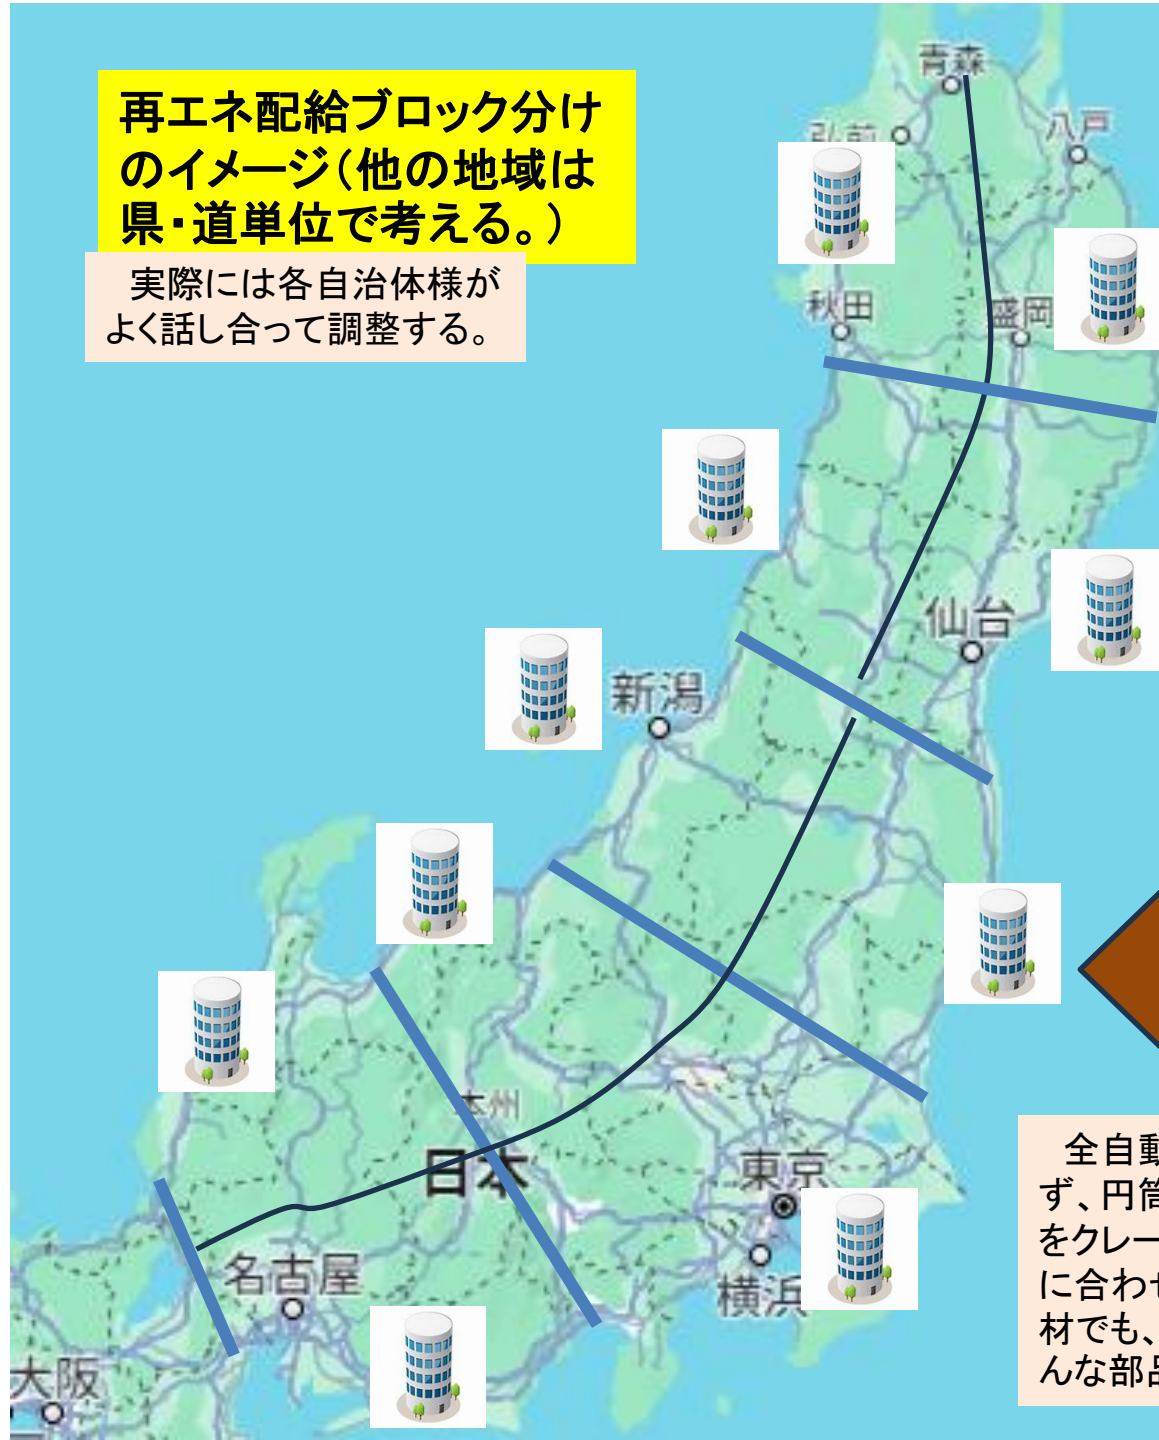 再エネ配給ブロック分け
のイメージ(他の地域は
県・道単位で考える。)
実際には各自治体様が
よく話し合って調整する。
青森
弘前
八戸
秋田
盛岡
仙台
新潟
本州
日本
東京
名古屋
横浜
大阪
全自動
ず、円筒
をクレー
に合わせ
材でも、
んな部品